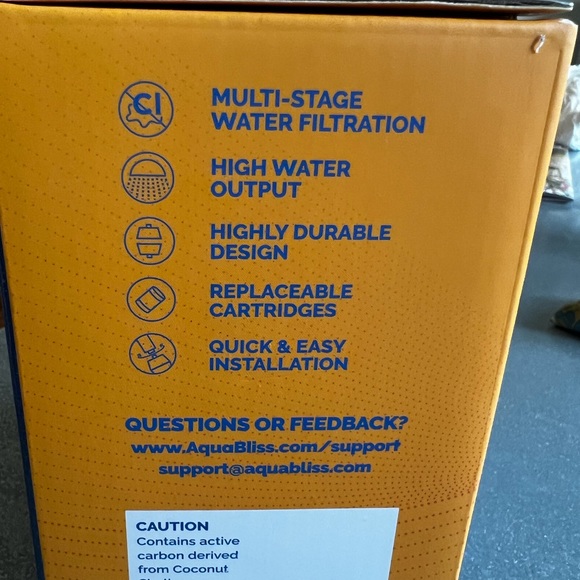 Cl
MULTI-STAGE
WATER FILTRATION
HIGH WATER
OUTPUT
HIGHLY DURABLE
DESIGN
REPLACEABLE
CARTRIDGES
QUICK & EASY
INSTALLATION
QUESTIONS OR FEEDBACK?
www.AquaBliss.com/support
support@aquabliss.com
CAUTION
Contains active
carbon derived
from Coconut